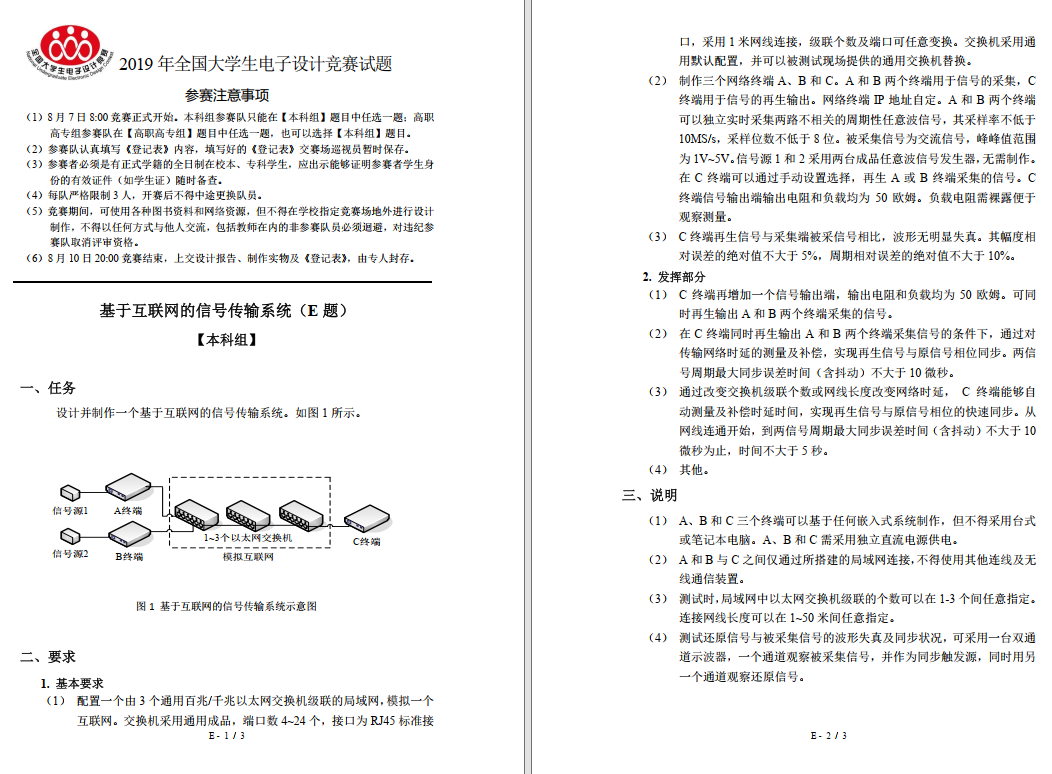 全国大学生电子设计竞赛
National Undergraduate Electronic Design Contest
2019 年全国大学生电子设计竞赛试题
参赛注意事项
（1）8 月 7 日 8:00 竞赛正式开始。本科组参赛队只能在【本科组】题目中任选一题；高职
高专组参赛队在【高职高专组】题目中任选一题，也可以选择【本科组】题目。
（2）参赛队认真填写《登记表》内容，填写好的《登记表》交赛场巡视员暂时保存。
（3）参赛者必须是有正式学籍的全日制在校本、专科学生，应出示能够证明参赛者学生身
份的有效证件（如学生证）随时备查。
（4）每队严格限制 3 人，开赛后不得中途更换队员。
（5）竞赛期间，可使用各种图书资料和网络资源，但不得在学校指定竞赛场地外进行设计
制作，不得以任何方式与他人交流，包括教师在内的非参赛队员必须迴避，对违纪参
赛队取消评审资格。
（6）8 月 10 日 20:00 竞赛结束，上交设计报告、制作实物及《登记表》，由专人封存。
基于互联网的信号传输系统（E 题）
【本科组】
一、任务
设计并制作一个基于互联网的信号传输系统。如图 1 所示。
信号源1
A终端
信号源2
B终端
1~3个以太网交换机
模拟互联网
C终端
图 1 基于互联网的信号传输系统示意图
二、要求
1. 基本要求
（1） 配置一个由 3 个通用百兆/千兆以太网交换机级联的局域网，模拟一个
互联网。交换机采用通用成品，端口数 4~24 个，接口为 RJ45 标准接
E - 1 / 3
口，采用 1 米网线连接，级联个数及端口可任意变换。交换机采用通
用默认配置，并可以被测试现场提供的通用交换机替换。
（2） 制作三个网络终端 A、B 和 C。A 和 B 两个终端用于信号的采集，C
终端用于信号的再生输出。网络终端 IP 地址自定。A 和 B 两个终端
可以独立实时采集两路不相关的周期性任意波信号，其采样率不低于
10MS/s，采样位数不低于 8 位。被采集信号为交流信号，峰峰值范围
为 1V~5V。信号源 1 和 2 采用两台成品任意波信号发生器，无需制作。
在 C 终端可以通过手动设置选择，再生 A 或 B 终端采集的信号。C
终端信号输出端输出电阻和负载均为 50 欧姆。负载电阻需裸露便于
观察测量。
（3） C 终端再生信号与采集端被采信号相比，波形无明显失真。其幅度相
对误差的绝对值不大于 5%，周期相对误差的绝对值不大于 10%。
2. 发挥部分
（1） C 终端再增加一个信号输出端，输出电阻和负载均为 50 欧姆。可同
时再生输出 A 和 B 两个终端采集的信号。
（2） 在 C 终端同时再生输出 A 和 B 两个终端采集信号的条件下，通过对
传输网络时延的测量及补偿，实现再生信号与原信号相位同步。两信
号周期最大同步误差时间（含抖动）不大于 10 微秒。
（3） 通过改变交换机级联个数或网线长度改变网络时延， C 终端能够自
动测量及补偿时延时间，实现再生信号与原信号相位的快速同步。从
网线连通开始，到两信号周期最大同步误差时间（含抖动）不大于 10
微秒为止，时间不大于 5 秒。
（4） 其他。
三、说明
（1） A、B 和 C 三个终端可以基于任何嵌入式系统制作，但不得采用台式
或笔记本电脑。A、B 和 C 需采用独立直流电源供电。
（2） A 和 B 与 C 之间仅通过所搭建的局域网连接，不得使用其他连线及无
线通信装置。
（3） 测试时，局域网中以太网交换机级联的个数可以在 1-3 个间任意指定。
连接网线长度可以在 1~50 米间任意指定。
（4） 测试还原信号与被采集信号的波形失真及同步状况，可采用一台双通
道示波器，一个通道观察被采集信号，并作为同步触发源，同时用另
一个通道观察还原信号。
E - 2 / 3